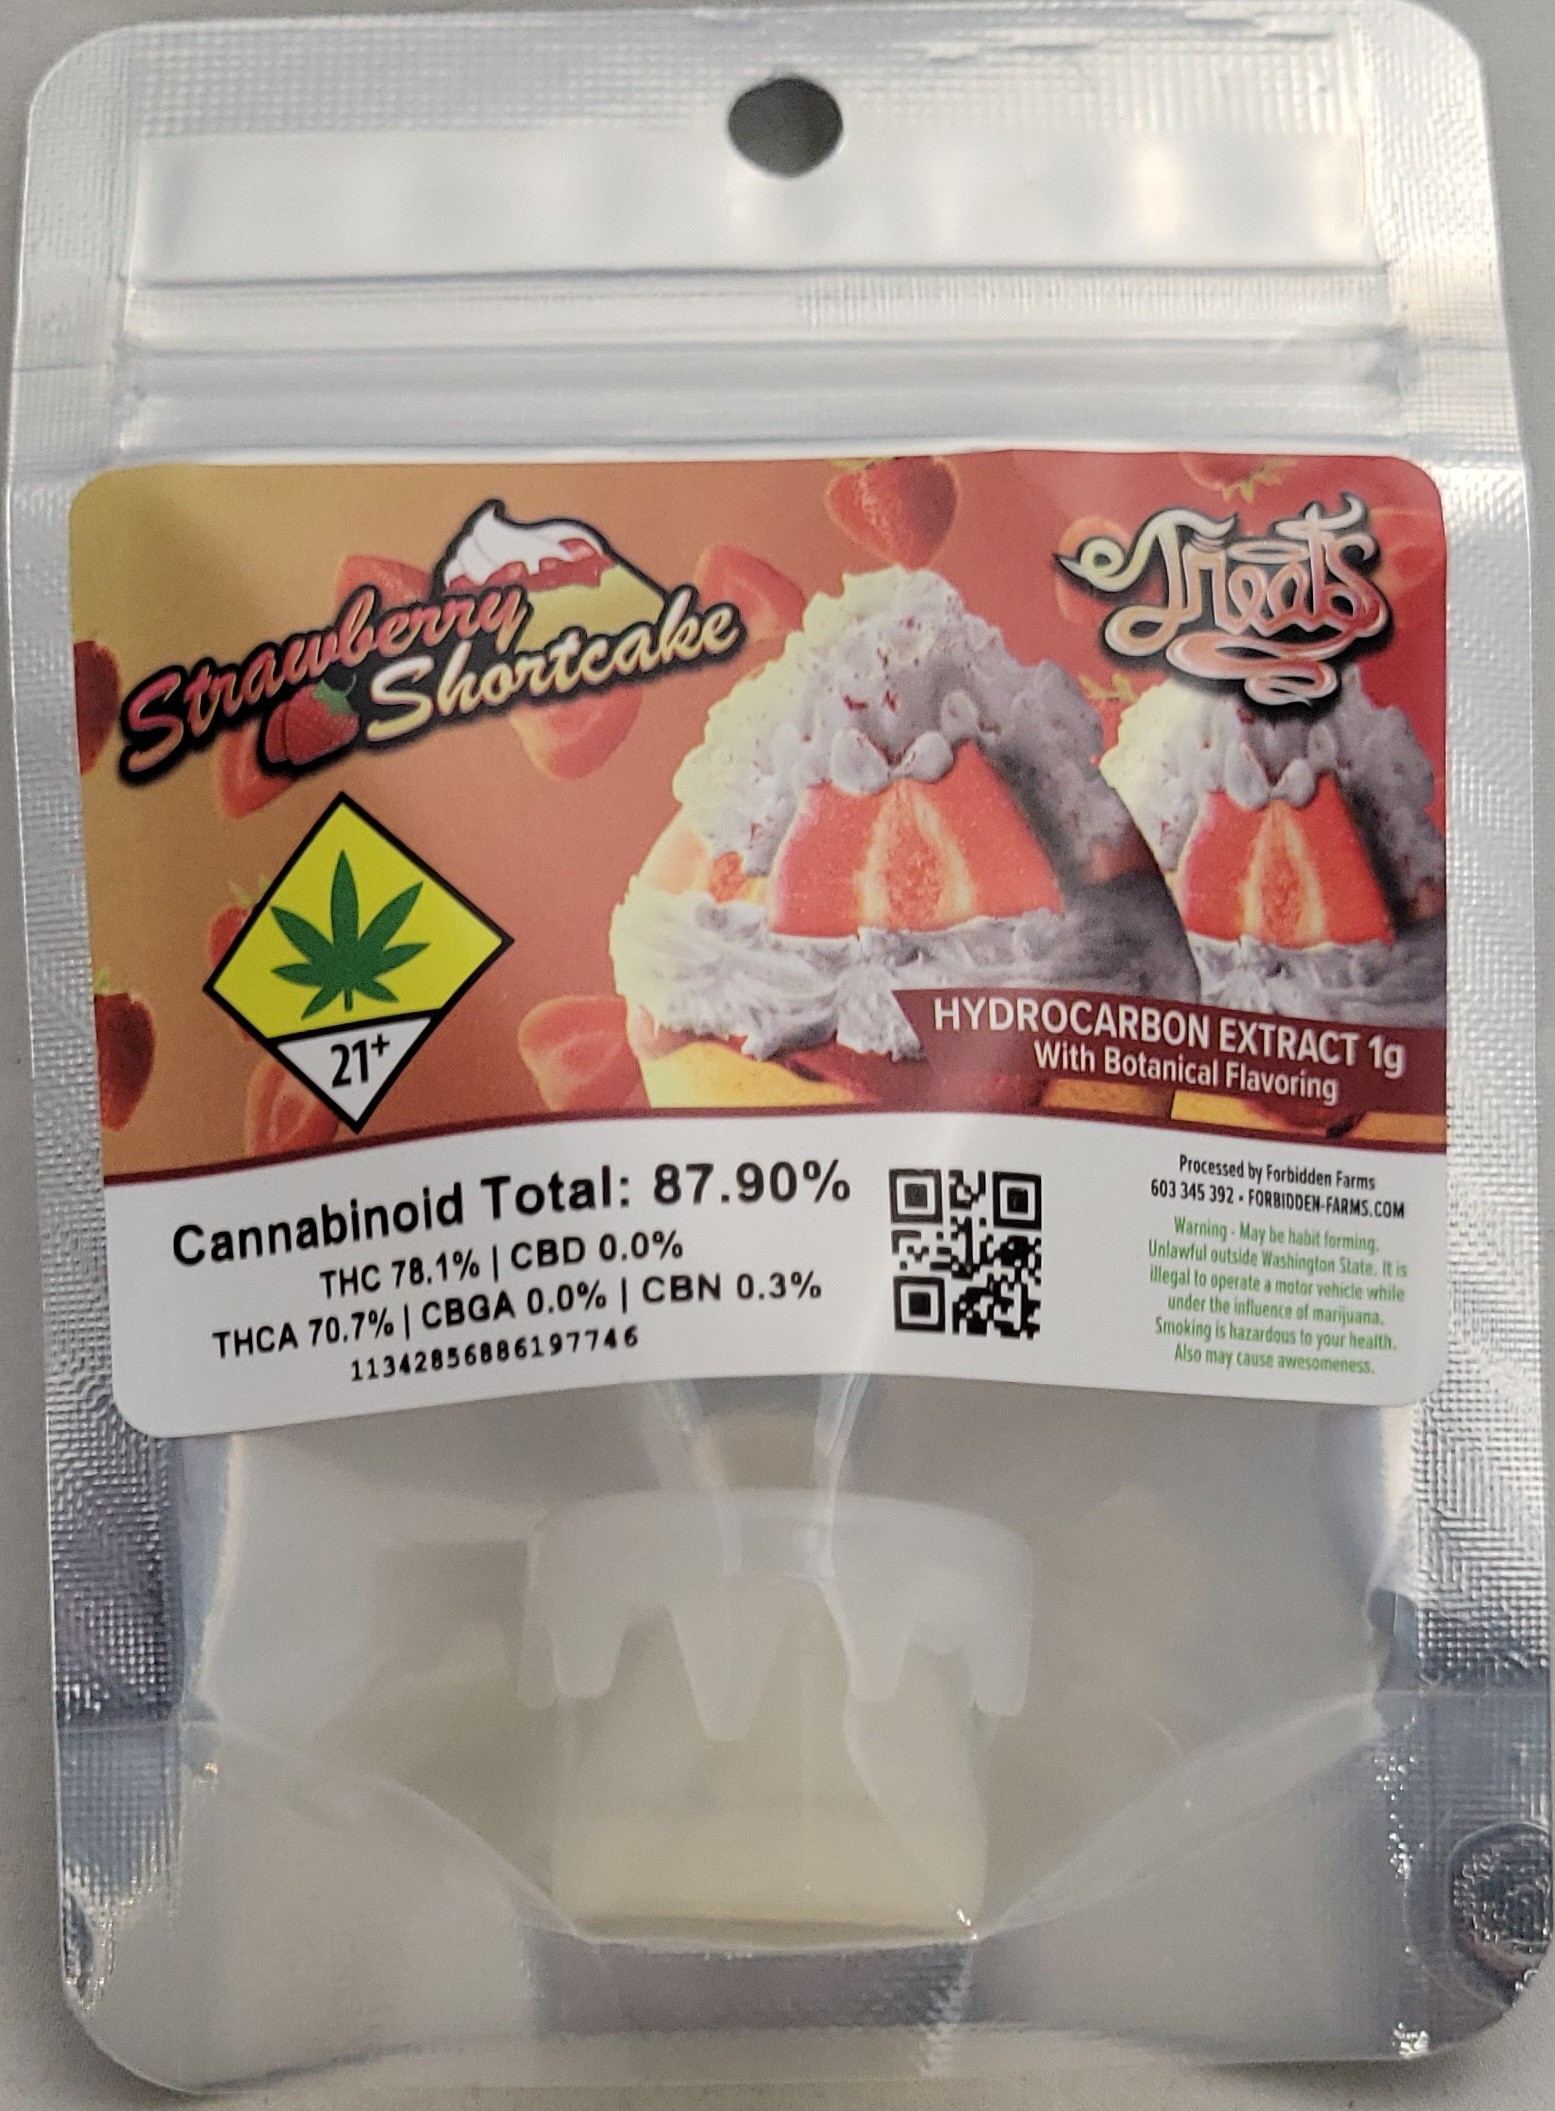 Strawberry
Shortcake
Treats
21+
HYDROCARBON EXTRACT 1g
With Botanical Flavoring
Cannabinoid Total: 87.90%
THC 78.1% | CBD 0.0%
THCA 70.7% | CBGA 0.0% | CBN 0.3%
11342856886197746
Processed by Forbidden Farms
603 345 392 • FORBIDDEN-FARMS.COM
Warning - May be habit forming.
Unlawful outside Washington State. It is
illegal to operate a motor vehicle while
under the influence of marijuana.
Smoking is hazardous to your health.
Also may cause awesomeness.